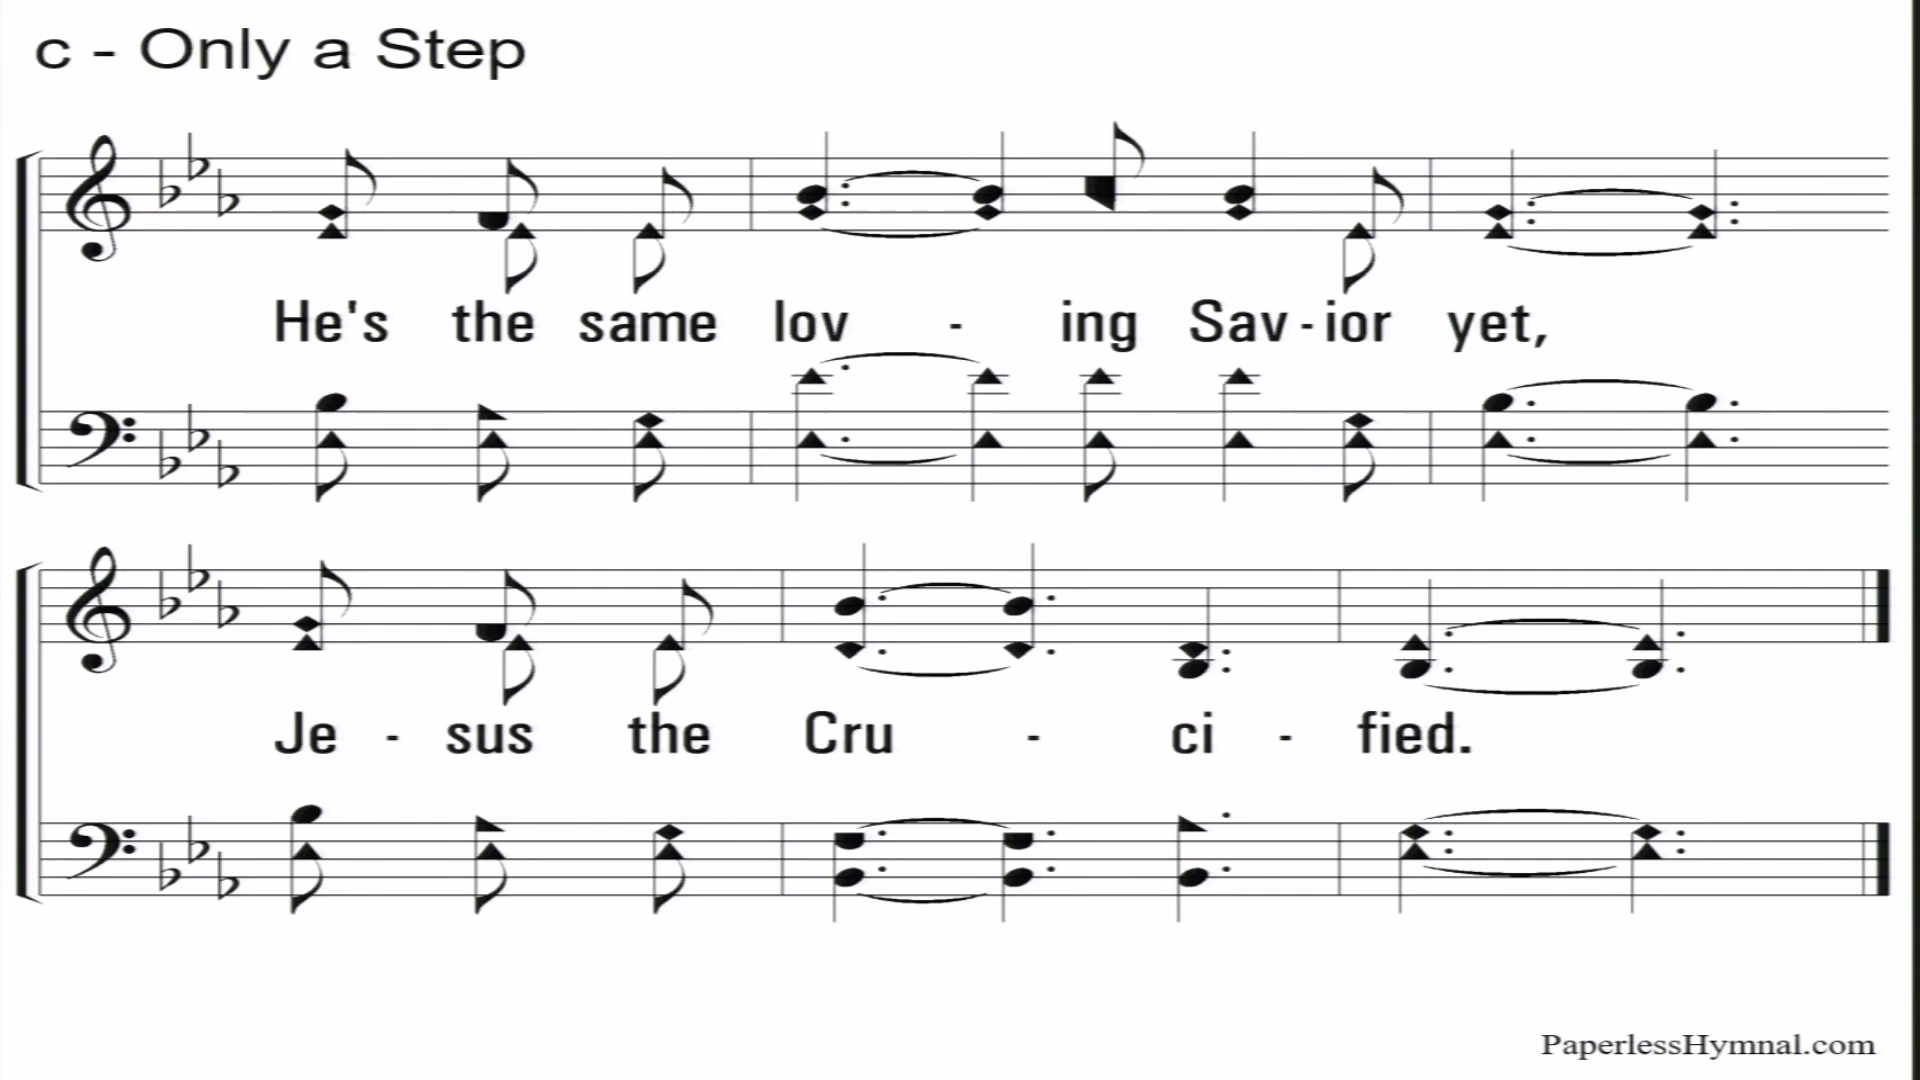 c - Only a Step
He's the same lov - ing Sav - ior yet,
Je - sus the Cru - ci - fied.
PaperlessHymnal.com